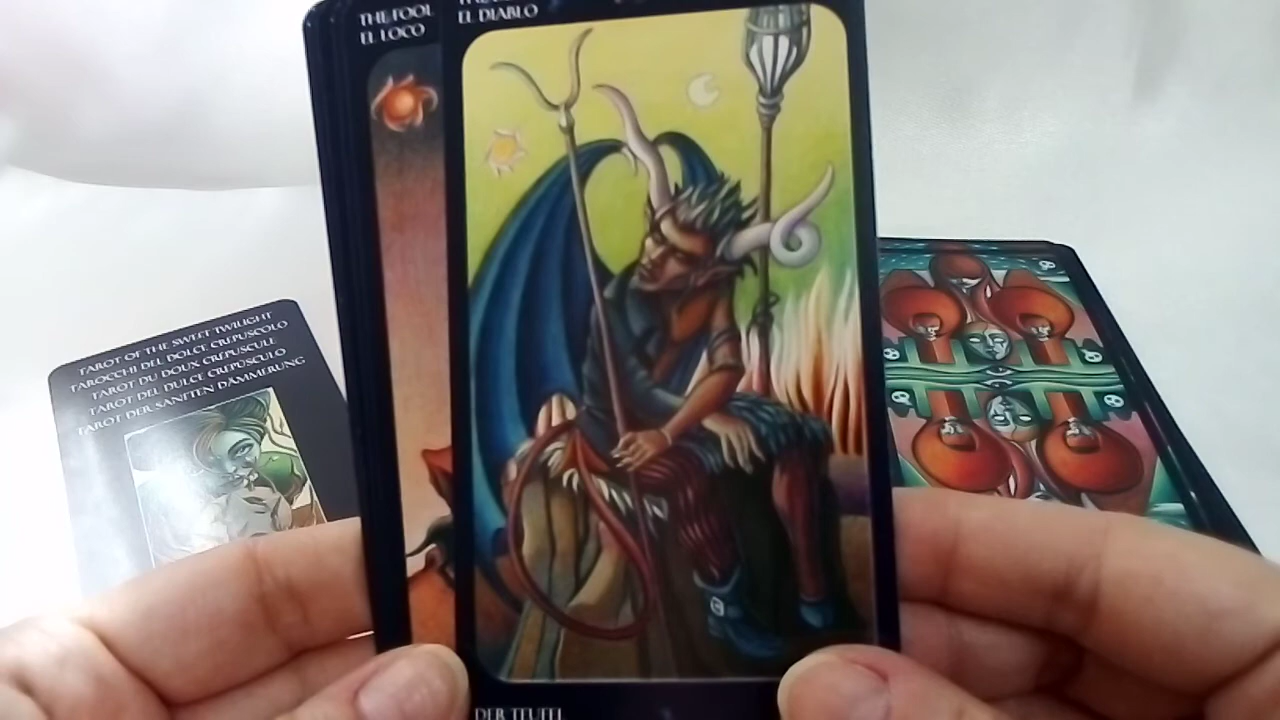 THE FOOL
EL LOCO
EL DIABLO
DER TEUFEL
TAROT OF THE SWEET TWILIGHT
TAROCCHI DEL DOLCE CREPUSCOLO
TAROT DU DOUX CREPUSCULE
TAROT DEL DULCE CREPÚSCULO
TAROT DER SANFTEN DÄMMERUNG